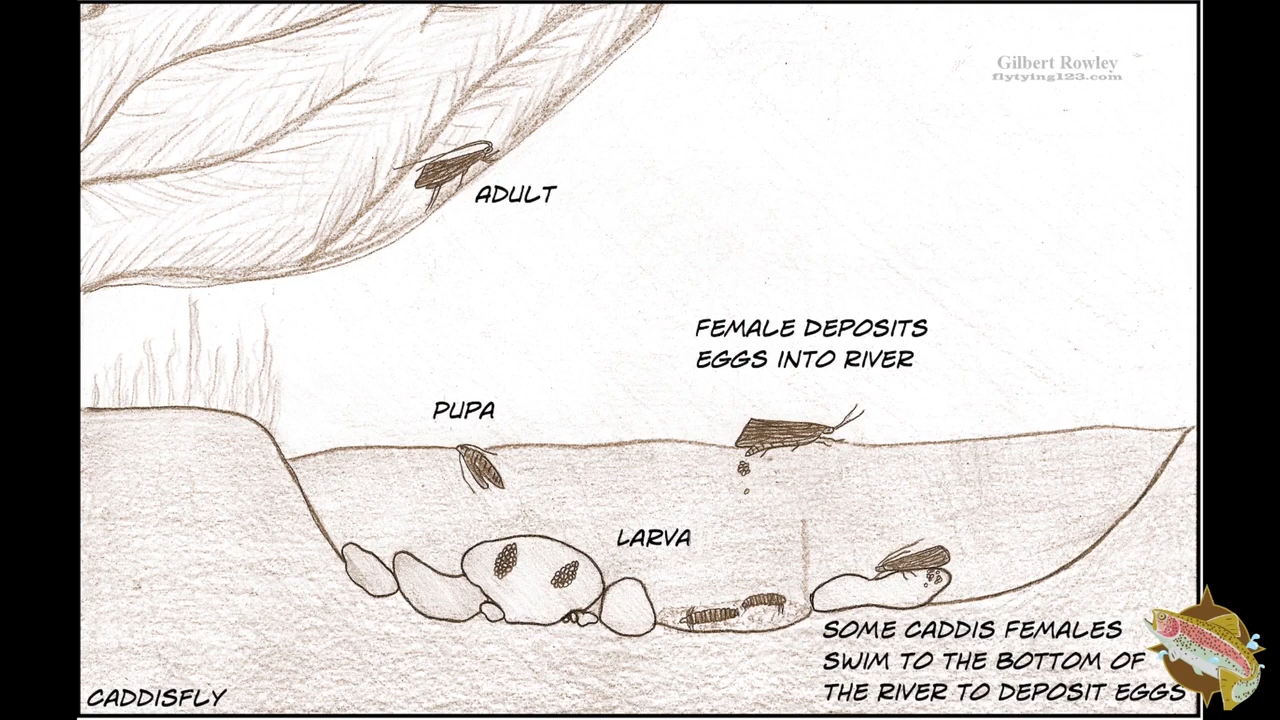 Gilbert Rowley
flytying123.com
ADULT
FEMALE DEPOSITS
EGGS INTO RIVER
PUPA
LARVA
SOME CADDIS FEMALES
SWIM TO THE BOTTOM OF
THE RIVER TO DEPOSIT EGGS
CADDISFLY